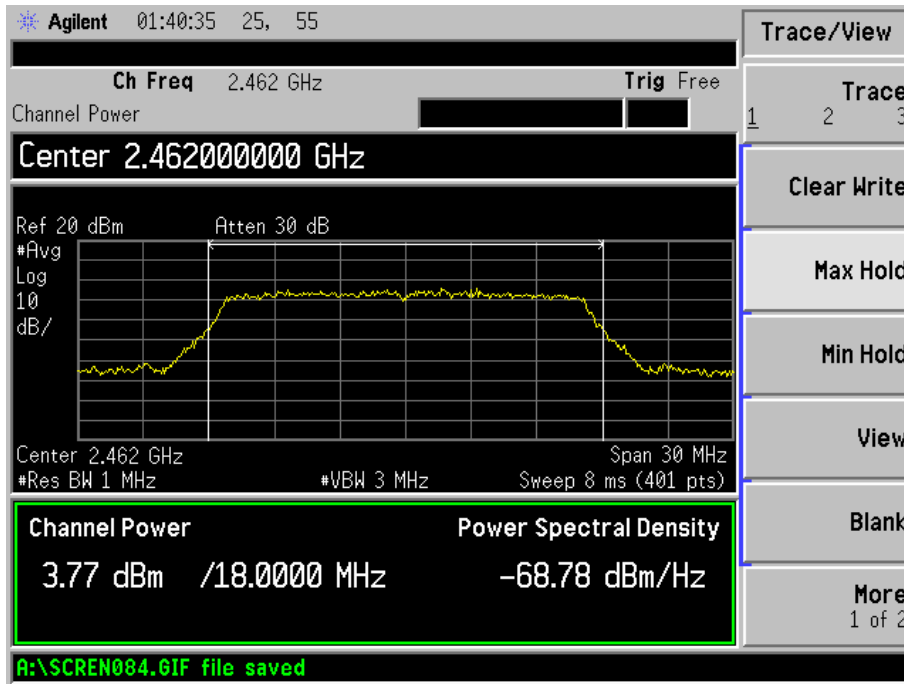 Agilent 01:40:35 25, 55
Trace/View
Ch Freq 2.462 GHz Trig Free
Channel Power
Trace
1 2 3
Center 2.462000000 GHz
Clear Write
Ref 20 dBm Atten 30 dB
#Avg
Log
10
dB/
Max Hold
Min Hold
Center 2.462 GHz Span 30 MHz
#Res BW 1 MHz #VBW 3 MHz Sweep 8 ms (401 pts)
View
Channel Power Power Spectral Density
3.77 dBm /18.0000 MHz -68.78 dBm/Hz
Blank
More
1 of 2
A:\SCREN084.GIF file saved